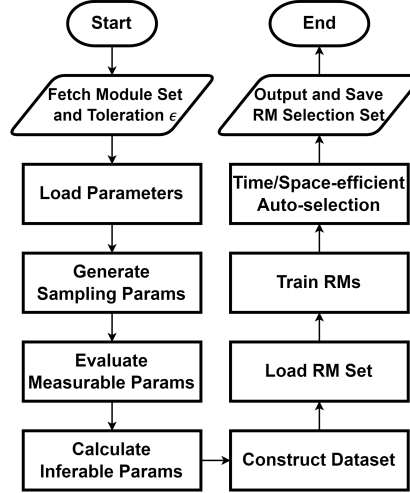 Start
Fetch Module Set
and Toleration ϵ
Load Parameters
Generate
Sampling Params
Evaluate
Measurable Params
Calculate
Inferable Params
Construct Dataset
Load RM Set
Train RMs
Time/Space-efficient
Auto-selection
Output and Save
RM Selection Set
End